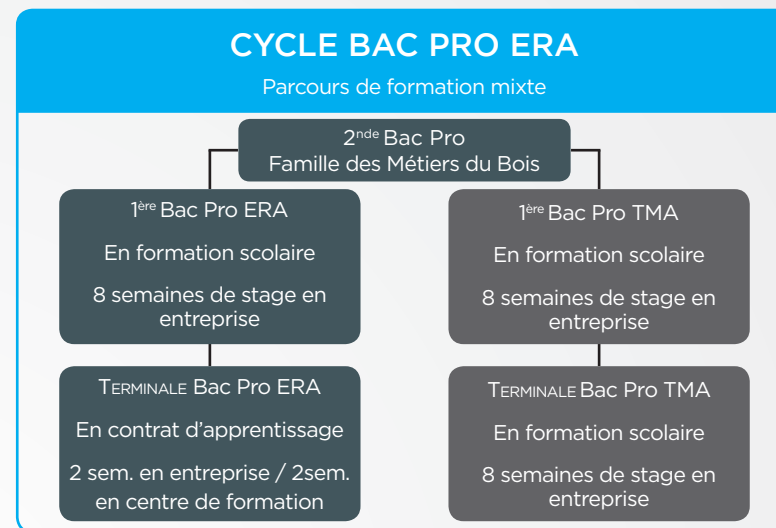 CYCLE BAC PRO ERA
Parcours de formation mixte
2nde Bac Pro
Famille des Métiers du Bois
1ère Bac Pro ERA
En formation scolaire
8 semaines de stage en
entreprise
1ère Bac Pro TMA
En formation scolaire
8 semaines de stage en
entreprise
TERMINALE Bac Pro ERA
En contrat d'apprentissage
2 sem. en entreprise / 2sem.
en centre de formation
TERMINALE Bac Pro TMA
En formation scolaire
8 semaines de stage en
entreprise